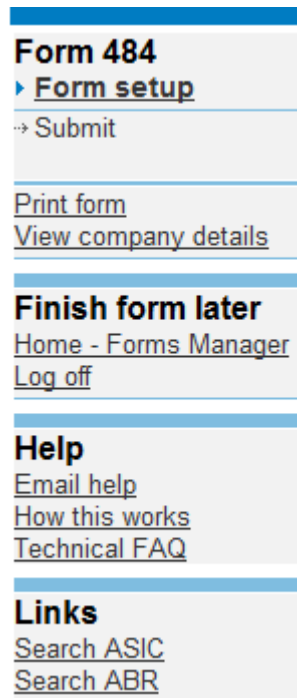 Form 484
Form setup
Submit
Print form
View company details
Finish form later
Home - Forms Manager
Log off
Help
Email help
How this works
Technical FAQ
Links
Search ASIC
Search ABR